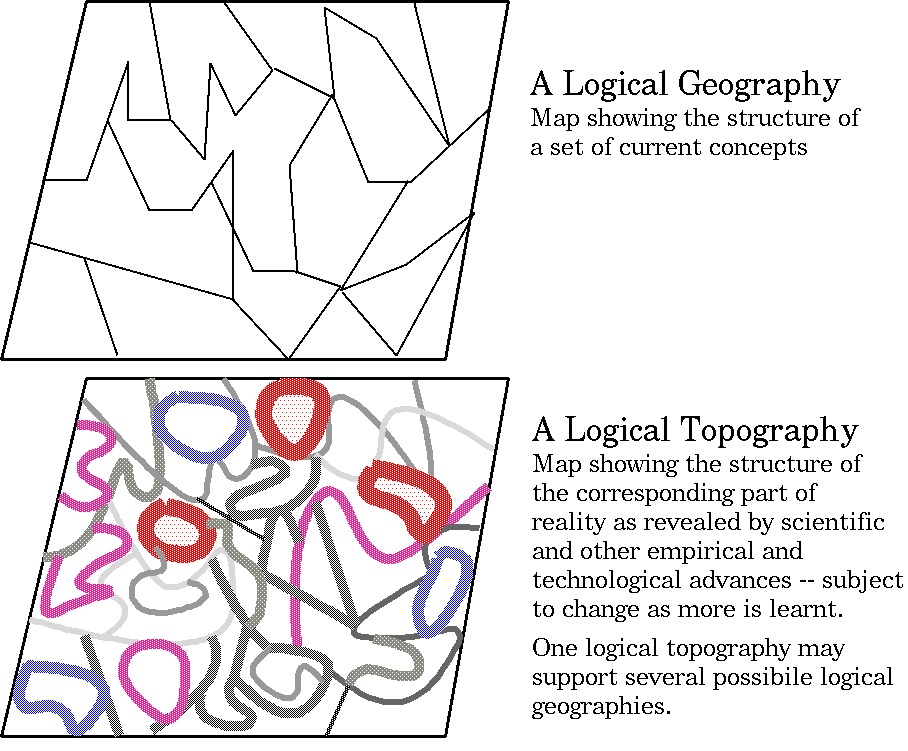 A Logical Geography
Map showing the structure of
a set of current concepts
A Logical Topography
Map showing the structure of
the corresponding part of
reality as revealed by scientific
and other empirical and
technological advances -- subject
to change as more is learnt.
One logical topography may
support several possibile logical
geographies.